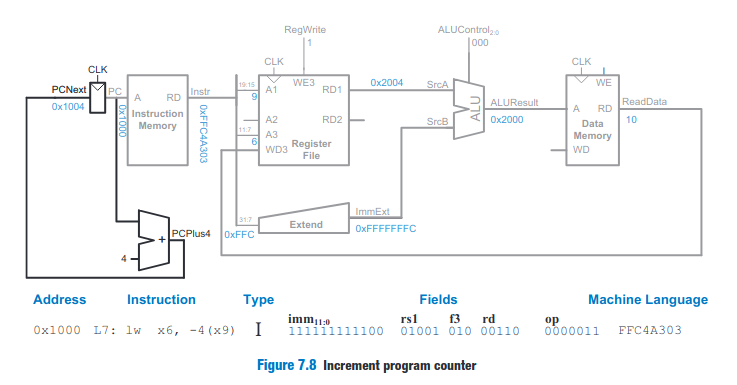 RegWrite
1
ALUControl2:0
000
CLK
CLK
CLK
PCNext
PC
0x1004
0x1000
A
RD
Instruction
Memory
Instr
0xFFC4A303
19:15
9
A1
WE3
RD1
0x2004
SrcA
A2
RD2
11:7
6
A3
WD3
Register
File
SrcB
ALU
ALUResult
0x2000
WE
A
RD
Data
Memory
WD
ReadData
10
31:7
0xFFC
Extend
ImmExt
0xFFFFFFFC
+
PCPlus4
4
Address Instruction Type Fields Machine Language
imm11:0 rs1 f3 rd op
0x1000 L7: lw x6, -4(x9) I 111111111100 01001 010 00110 0000011 FFC4A303
Figure 7.8 Increment program counter